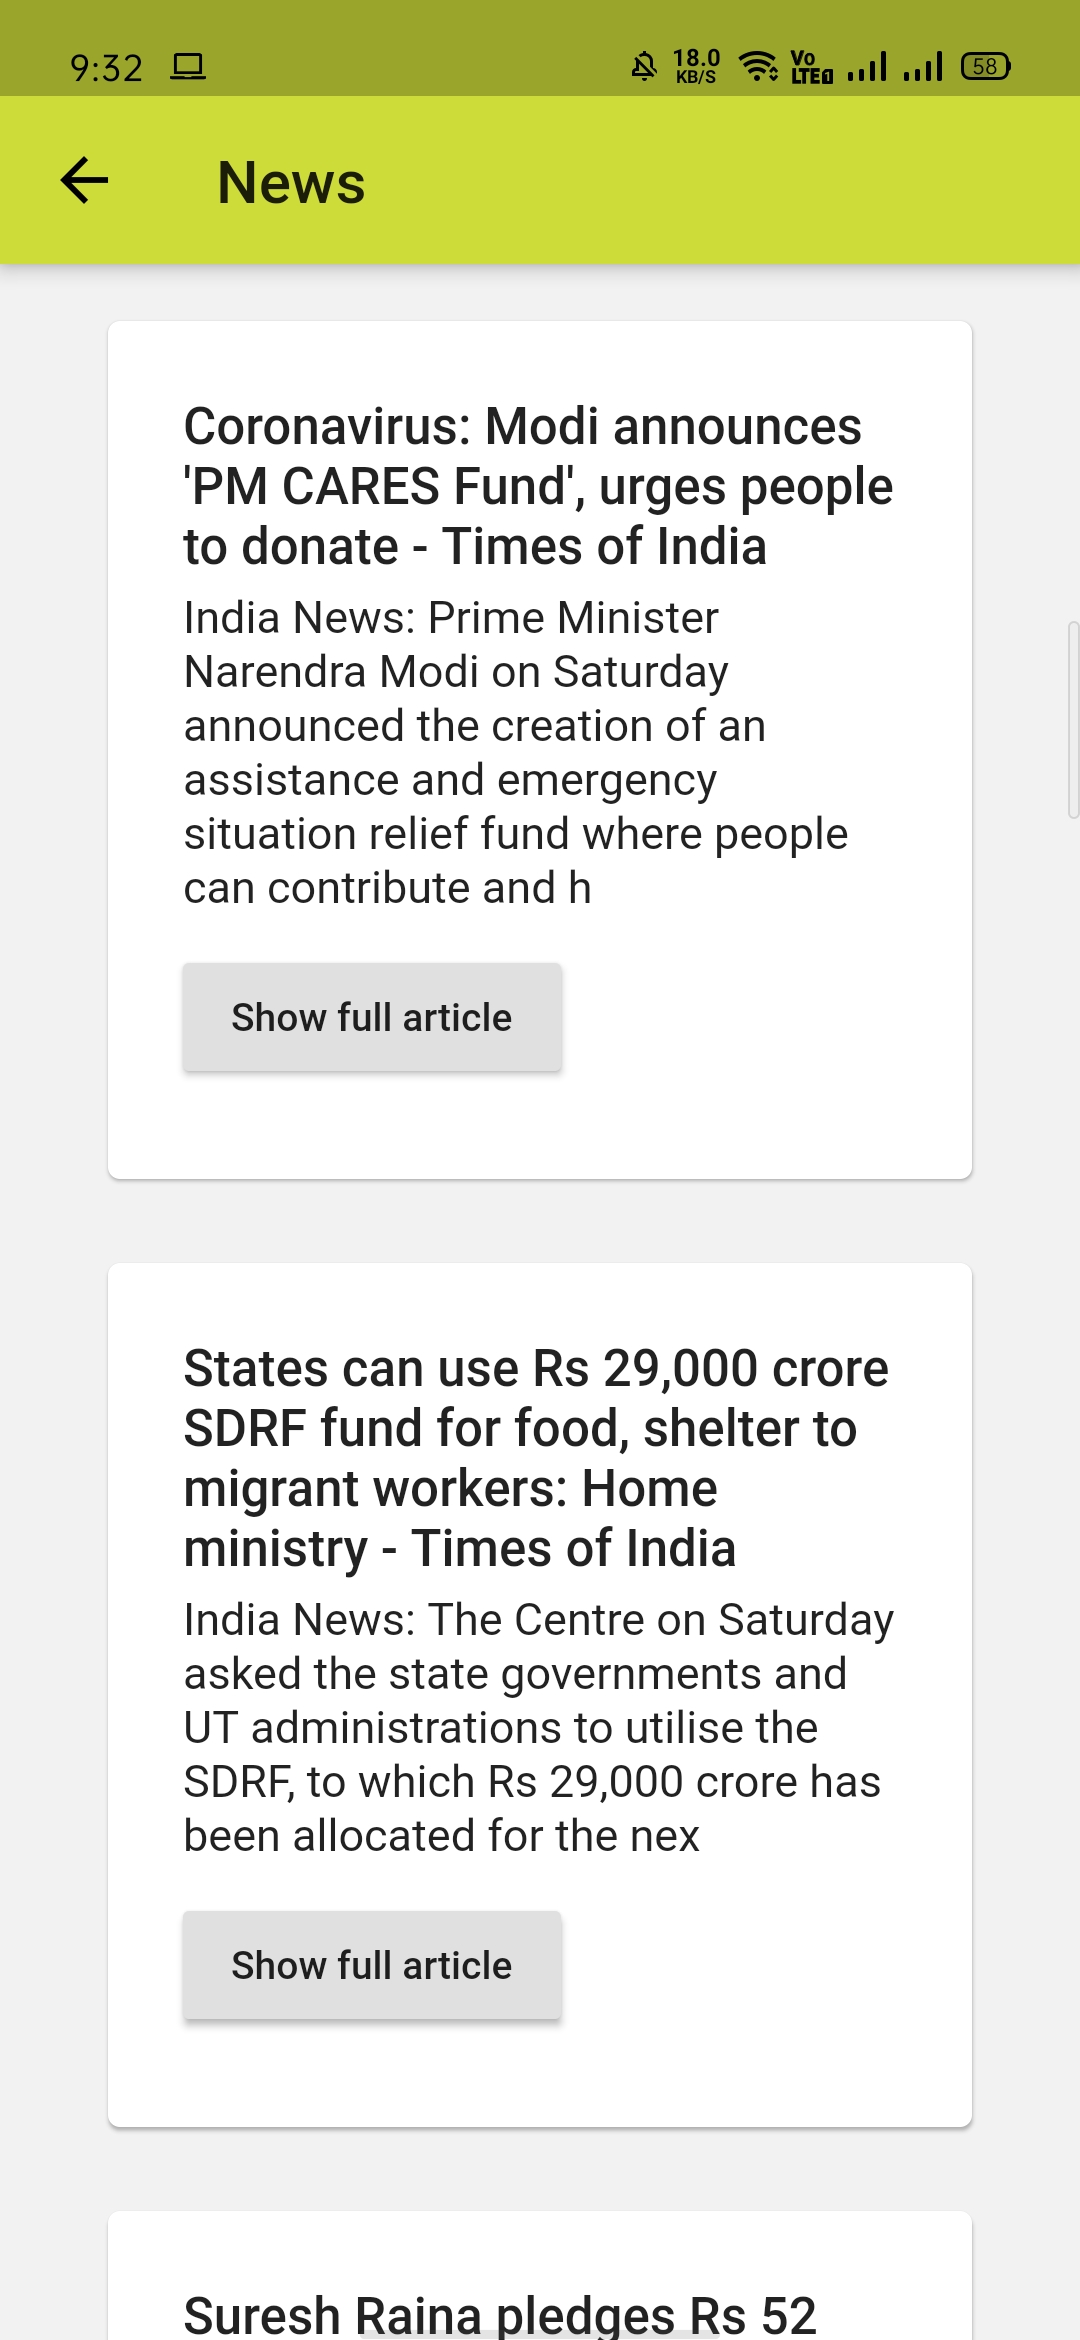 9:32 18.0 KB/S Vo LTE1 58
News
Coronavirus: Modi announces
'PM CARES Fund', urges people
to donate - Times of India
India News: Prime Minister
Narendra Modi on Saturday
announced the creation of an
assistance and emergency
situation relief fund where people
can contribute and h
Show full article
States can use Rs 29,000 crore
SDRF fund for food, shelter to
migrant workers: Home
ministry - Times of India
India News: The Centre on Saturday
asked the state governments and
UT administrations to utilise the
SDRF, to which Rs 29,000 crore has
been allocated for the nex
Show full article
Suresh Raina pledges Rs 52